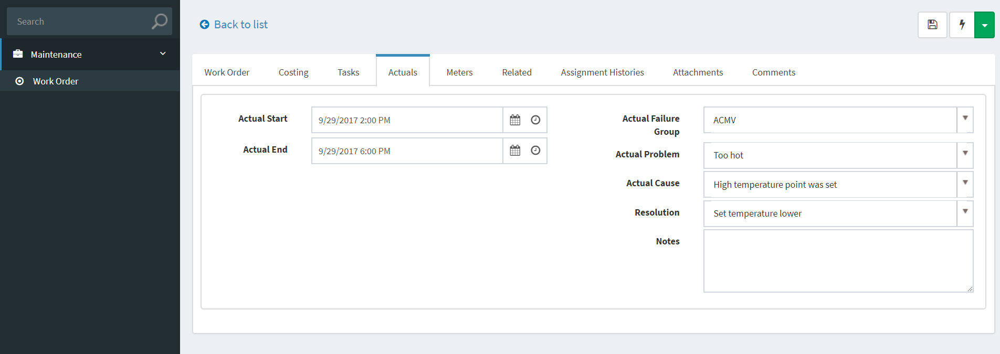 Search
Maintenance
Work Order
Back to list
Work Order Costing Tasks Actuals Meters Related Assignment Histories Attachments Comments
Actual Start 9/29/2017 2:00 PM
Actual End 9/29/2017 6:00 PM
Actual Failure
Group
ACMV
Actual Problem Too hot
Actual Cause High temperature point was set
Resolution Set temperature lower
Notes